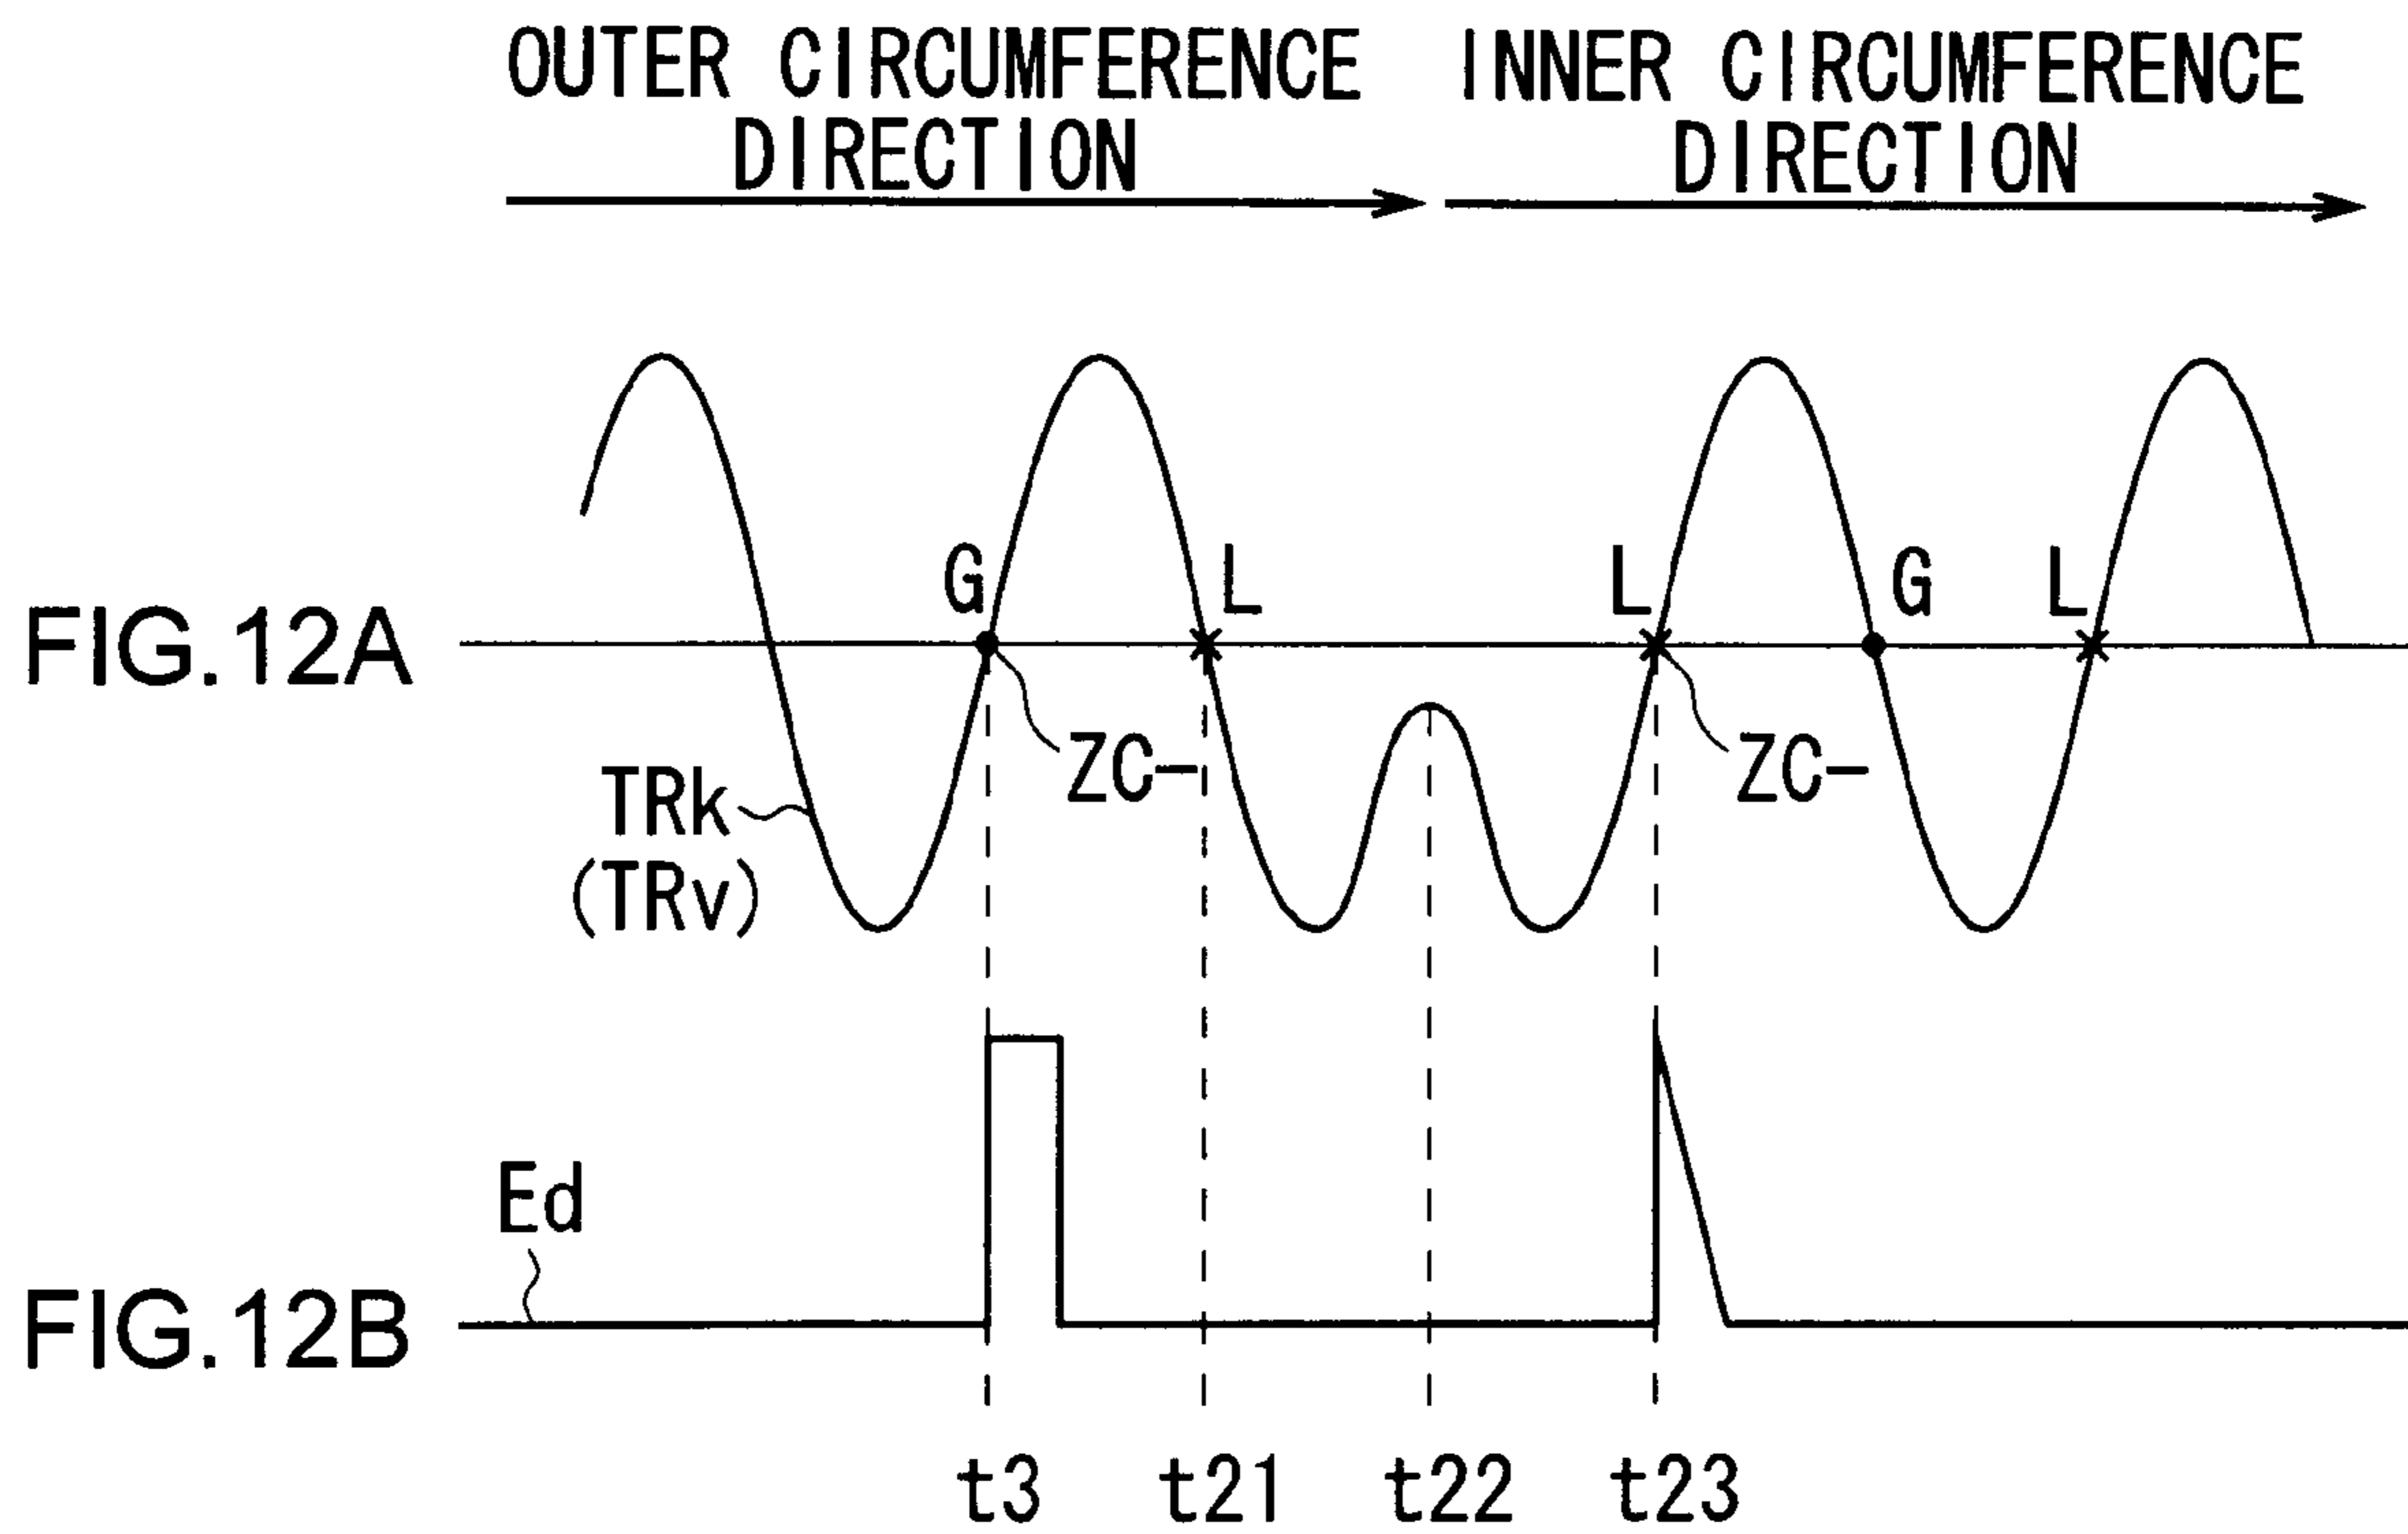 OUTER CIRCUMFERENCE
DIRECTION
INNER CIRCUMFERENCE
DIRECTION
FIG.12A
G
L
L
G
L
ZC-
ZC-
TRk
(TRv)
Ed
FIG.12B
t3
t21
t22
t23